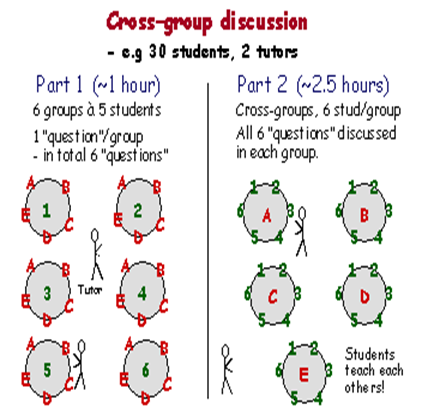 Cross-group discussion
- e.g 30 students, 2 tutors
Part 1 (~1 hour)
6 groups à 5 students
1 "question"/group
- in total 6 "questions"
A B
1
E C
D
A B
2
E C
D
A B
3
E C
D
Tutor
A B
4
E C
D
A B
5
E C
D
A B
6
E C
D
Part 2 (~2.5 hours)
Cross-groups, 6 stud/group
All 6 "questions" discussed
in each group.
1 2
6 A 3
5 4
1 2
6 B 3
5 4
1 2
6 C 3
5 4
1 2
6 D 3
5 4
1 2
6 E 3
5 4
Students
teach each
others!